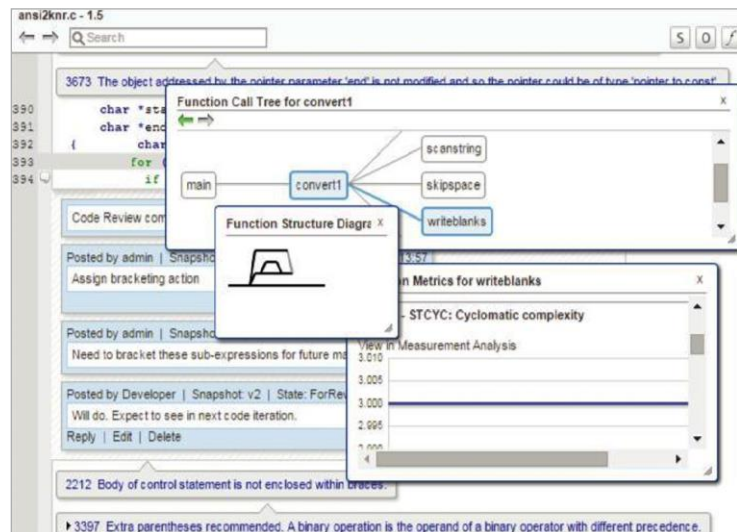 ansi2knr.c - 1.5
Search
S O f
3673 The object addressed by the pointer parameter 'end' is not modified and so the pointer could be of type 'pointer to const'
Function Call Tree for convert1 x
390 char *sta
391 char *end
392 { char
393 for (
394 if
scanstring
main convert1 skipspace
writeblanks
Code Review com
Function Structure Diagra x
Posted by admin | Snapsho 13:57
Assign bracketing action
on Metrics for writeblanks x
- STCYC: Cyclomatic complexity
View in Measurement Analysis
3.010
3.005
3.000
2.995
Posted by admin | Snapsho
Need to bracket these sub-expressions for future ma
Posted by Developer | Snapshot: v2 | State: ForRev
Will do. Expect to see in next code iteration.
Reply | Edit | Delete
2212 Body of control statement is not enclosed within braces.
3397 Extra parentheses recommended. A binary operation is the operand of a binary operator with different precedence.